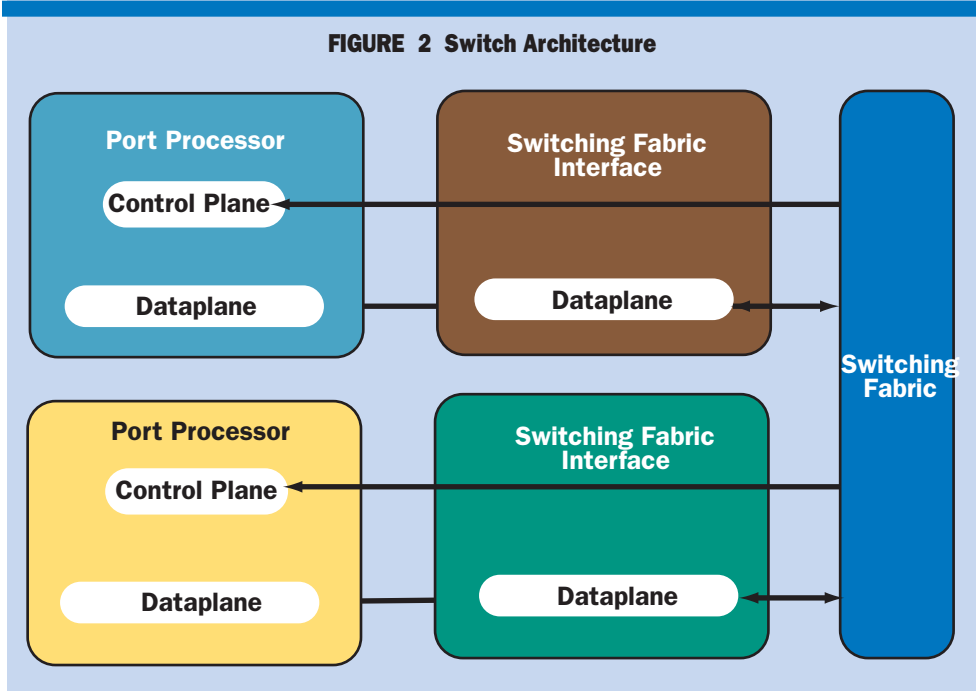 FIGURE 2 Switch Architecture
Port Processor
Control Plane
Dataplane
Switching Fabric
Interface
Dataplane
Port Processor
Control Plane
Dataplane
Switching Fabric
Interface
Dataplane
Switching
Fabric